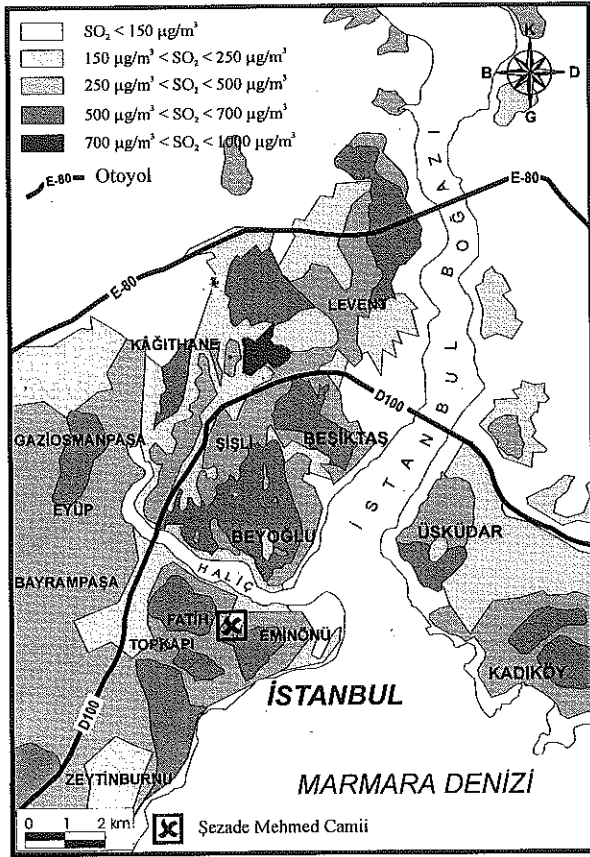 SO₂ < 150 µg/m³
150 µg/m³ < SO₂ < 250 µg/m³
250 µg/m³ < SO₂ < 500 µg/m³
500 µg/m³ < SO₂ < 700 µg/m³
700 µg/m³ < SO₂ < 1000 µg/m³
E-80 Otoyol
K
B D
G
E-80
E-80
LEVENT
KÂĞITHANE
D100
İSTANBUL BOĞAZI
GAZİOSMANPAŞA
ŞİŞLİ
BEŞİKTAŞ
EYÜP
BEYOĞLU
ÜSKÜDAR
HALİÇ
BAYRAMPAŞA
FATİH
EMİNÖNÜ
TOPKAPI
KADIKÖY
İSTANBUL
D100
ZEYTİNBURNU
MARMARA DENİZİ
0 1 2 km
Şezade Mehmed Camii